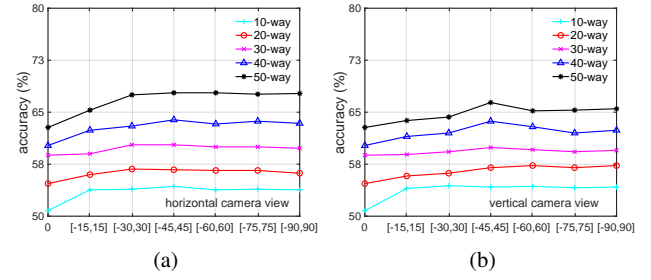 80
73
65
58
50
accuracy (%)
10-way
20-way
30-way
40-way
50-way
horizontal camera view
0 [-15,15] [-30,30] [-45,45] [-60,60] [-75,75] [-90,90]
(a)
80
73
65
58
50
accuracy (%)
10-way
20-way
30-way
40-way
50-way
vertical camera view
0 [-15,15] [-30,30] [-45,45] [-60,60] [-75,75] [-90,90]
(b)